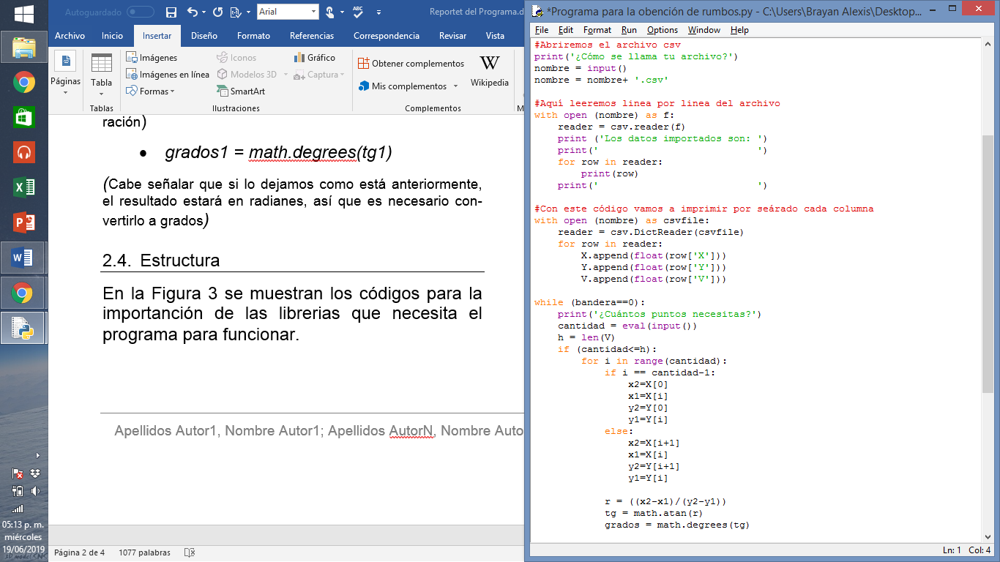 Autoguardado
Arial
ABC
Reportet del Programa.d
Archivo
Inicio
Insertar
Diseño
Formato
Referencias
Correspondencia
Revisar
Vista
Páginas
Tabla
Tablas
Imágenes
Imágenes en línea
Formas
Iconos
Modelos 3D
SmartArt
Gráfico
Captura
Ilustraciones
Obtener complementos
Mis complementos
W
Wikipedia
Complementos
M
ración)
• grados1 = math.degrees(tg1)
(Cabe señalar que si lo dejamos como está anteriormente,
el resultado estará en radianes, así que es necesario con-
vertirlo a grados)
2.4. Estructura
En la Figura 3 se muestran los códigos para la
importanción de las librerias que necesita el
programa para funcionar.
Apellidos Autor1, Nombre Autor1; Apellidos AutorN, Nombre Auto
Página 2 de 4
1077 palabras
05:13 p. m.
miércoles
19/06/2019
*Programa para la obención de rumbos.py - C:\Users\Brayan Alexis\Desktop...
File Edit Format Run Options Window Help
#Abriremos el archivo csv
print('¿Cómo se llama tu archivo?')
nombre = input()
nombre = nombre+ '.csv'
#Aquí leeremos linea por linea del archivo
with open (nombre) as f:
    reader = csv.reader(f)
    print ('Los datos importados son: ')
    print('                           ')
    for row in reader:
        print(row)
    print('                           ')
#Con este código vamos a imprimir por seárado cada columna
with open (nombre) as csvfile:
    reader = csv.DictReader(csvfile)
    for row in reader:
        X.append(float(row['X']))
        Y.append(float(row['Y']))
        V.append(float(row['V']))
while (bandera==0):
    print('¿Cuántos puntos necesitas?')
    cantidad = eval(input())
    h = len(V)
    if (cantidad<=h):
        for i in range(cantidad):
            if i == cantidad-1:
                x2=X[0]
                x1=X[i]
                y2=Y[0]
                y1=Y[i]
            else:
                x2=X[i+1]
                x1=X[i]
                y2=Y[i+1]
                y1=Y[i]
            r = ((x2-x1)/(y2-y1))
            tg = math.atan(r)
            grados = math.degrees(tg)
Ln: 1 Col: 4